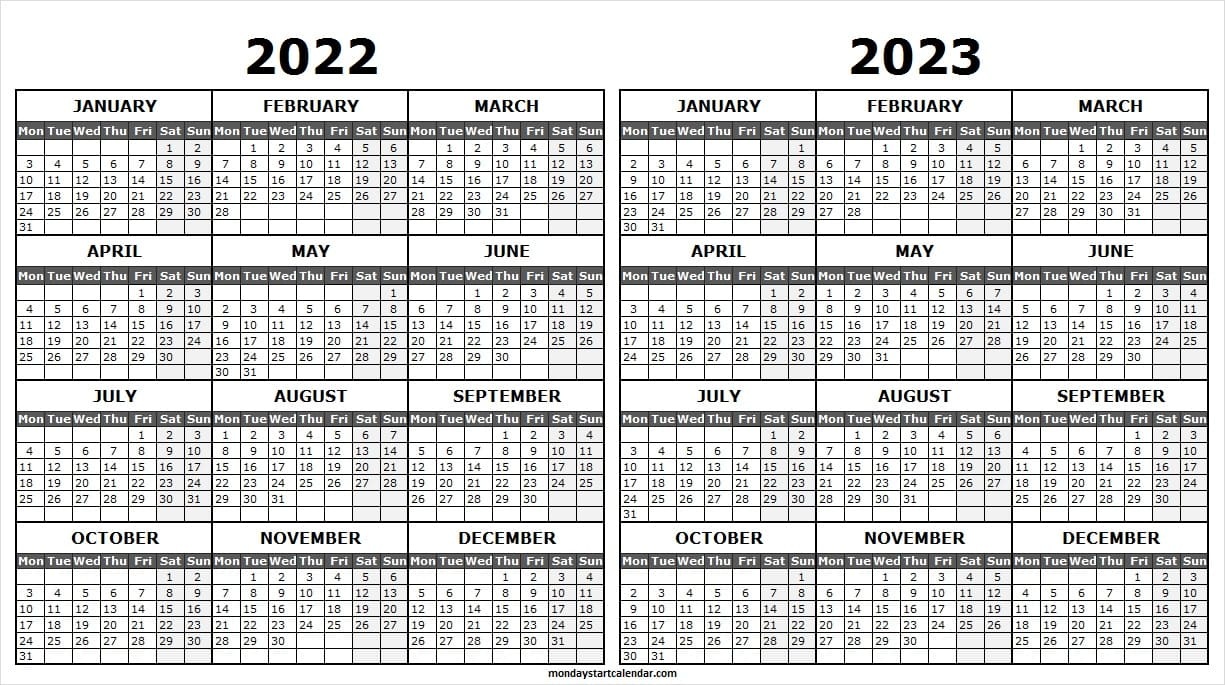 2022
JANUARY
Mon Tue Wed Thu Fri Sat Sun
1 2
3 4 5 6 7 8 9
10 11 12 13 14 15 16
17 18 19 20 21 22 23
24 25 26 27 28 29 30
31
FEBRUARY
Mon Tue Wed Thu Fri Sat Sun
1 2 3 4 5 6
7 8 9 10 11 12 13
14 15 16 17 18 19 20
21 22 23 24 25 26 27
28
MARCH
Mon Tue Wed Thu Fri Sat Sun
1 2 3 4 5 6
7 8 9 10 11 12 13
14 15 16 17 18 19 20
21 22 23 24 25 26 27
28 29 30 31
APRIL
Mon Tue Wed Thu Fri Sat Sun
1 2 3
4 5 6 7 8 9 10
11 12 13 14 15 16 17
18 19 20 21 22 23 24
25 26 27 28 29 30
MAY
Mon Tue Wed Thu Fri Sat Sun
1
2 3 4 5 6 7 8
9 10 11 12 13 14 15
16 17 18 19 20 21 22
23 24 25 26 27 28 29
30 31
JUNE
Mon Tue Wed Thu Fri Sat Sun
1 2 3 4 5
6 7 8 9 10 11 12
13 14 15 16 17 18 19
20 21 22 23 24 25 26
27 28 29 30
JULY
Mon Tue Wed Thu Fri Sat Sun
1 2 3
4 5 6 7 8 9 10
11 12 13 14 15 16 17
18 19 20 21 22 23 24
25 26 27 28 29 30 31
AUGUST
Mon Tue Wed Thu Fri Sat Sun
1 2 3 4 5 6 7
8 9 10 11 12 13 14
15 16 17 18 19 20 21
22 23 24 25 26 27 28
29 30 31
SEPTEMBER
Mon Tue Wed Thu Fri Sat Sun
1 2 3 4
5 6 7 8 9 10 11
12 13 14 15 16 17 18
19 20 21 22 23 24 25
26 27 28 29 30
OCTOBER
Mon Tue Wed Thu Fri Sat Sun
1 2
3 4 5 6 7 8 9
10 11 12 13 14 15 16
17 18 19 20 21 22 23
24 25 26 27 28 29 30
31
NOVEMBER
Mon Tue Wed Thu Fri Sat Sun
1 2 3 4 5 6
7 8 9 10 11 12 13
14 15 16 17 18 19 20
21 22 23 24 25 26 27
28 29 30
DECEMBER
Mon Tue Wed Thu Fri Sat Sun
1 2 3 4
5 6 7 8 9 10 11
12 13 14 15 16 17 18
19 20 21 22 23 24 25
26 27 28 29 30 31
2023
JANUARY
Mon Tue Wed Thu Fri Sat Sun
1
2 3 4 5 6 7 8
9 10 11 12 13 14 15
16 17 18 19 20 21 22
23 24 25 26 27 28 29
30 31
FEBRUARY
Mon Tue Wed Thu Fri Sat Sun
1 2 3 4 5
6 7 8 9 10 11 12
13 14 15 16 17 18 19
20 21 22 23 24 25 26
27 28
MARCH
Mon Tue Wed Thu Fri Sat Sun
1 2 3 4 5
6 7 8 9 10 11 12
13 14 15 16 17 18 19
20 21 22 23 24 25 26
27 28 29 30 31
APRIL
Mon Tue Wed Thu Fri Sat Sun
1 2
3 4 5 6 7 8 9
10 11 12 13 14 15 16
17 18 19 20 21 22 23
24 25 26 27 28 29 30
MAY
Mon Tue Wed Thu Fri Sat Sun
1 2 3 4 5 6 7
8 9 10 11 12 13 14
15 16 17 18 19 20 21
22 23 24 25 26 27 28
29 30 31
JUNE
Mon Tue Wed Thu Fri Sat Sun
1 2 3 4
5 6 7 8 9 10 11
12 13 14 15 16 17 18
19 20 21 22 23 24 25
26 27 28 29 30
JULY
Mon Tue Wed Thu Fri Sat Sun
1 2
3 4 5 6 7 8 9
10 11 12 13 14 15 16
17 18 19 20 21 22 23
24 25 26 27 28 29 30
31
AUGUST
Mon Tue Wed Thu Fri Sat Sun
1 2 3 4 5 6
7 8 9 10 11 12 13
14 15 16 17 18 19 20
21 22 23 24 25 26 27
28 29 30 31
SEPTEMBER
Mon Tue Wed Thu Fri Sat Sun
1 2 3
4 5 6 7 8 9 10
11 12 13 14 15 16 17
18 19 20 21 22 23 24
25 26 27 28 29 30
OCTOBER
Mon Tue Wed Thu Fri Sat Sun
1
2 3 4 5 6 7 8
9 10 11 12 13 14 15
16 17 18 19 20 21 22
23 24 25 26 27 28 29
30 31
NOVEMBER
Mon Tue Wed Thu Fri Sat Sun
1 2 3 4 5
6 7 8 9 10 11 12
13 14 15 16 17 18 19
20 21 22 23 24 25 26
27 28 29 30
DECEMBER
Mon Tue Wed Thu Fri Sat Sun
1 2 3
4 5 6 7 8 9 10
11 12 13 14 15 16 17
18 19 20 21 22 23 24
25 26 27 28 29 30 31
mondaystartcalendar.com